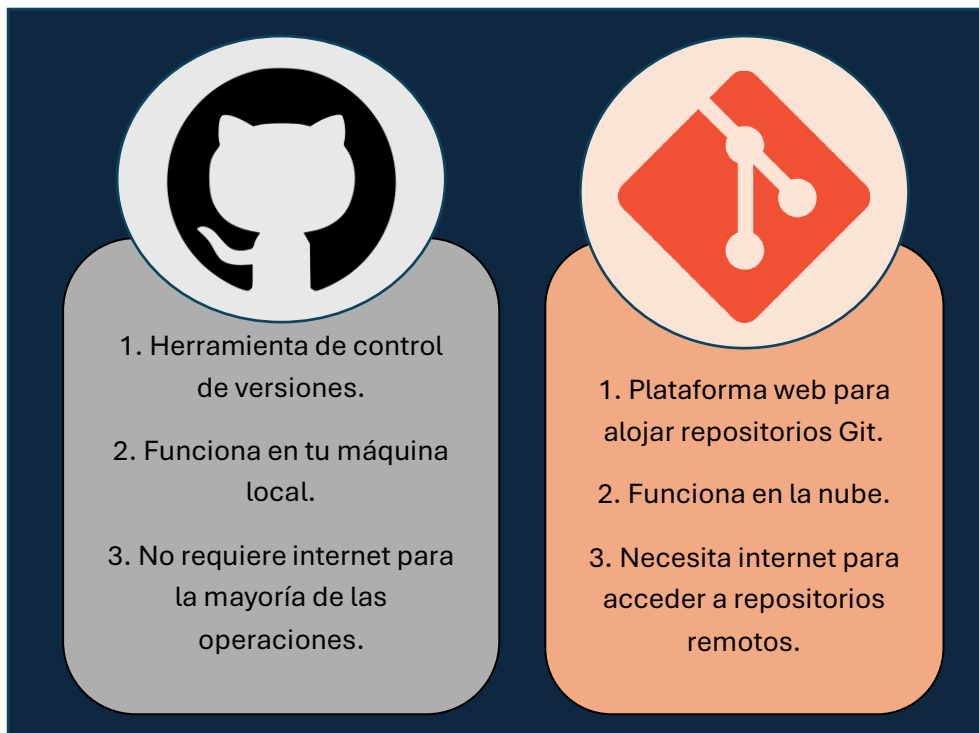 1. Herramienta de control
de versiones.
2. Funciona en tu máquina
local.
3. No requiere internet para
la mayoría de las
operaciones.
1. Plataforma web para
alojar repositorios Git.
2. Funciona en la nube.
3. Necesita internet para
acceder a repositorios
remotos.